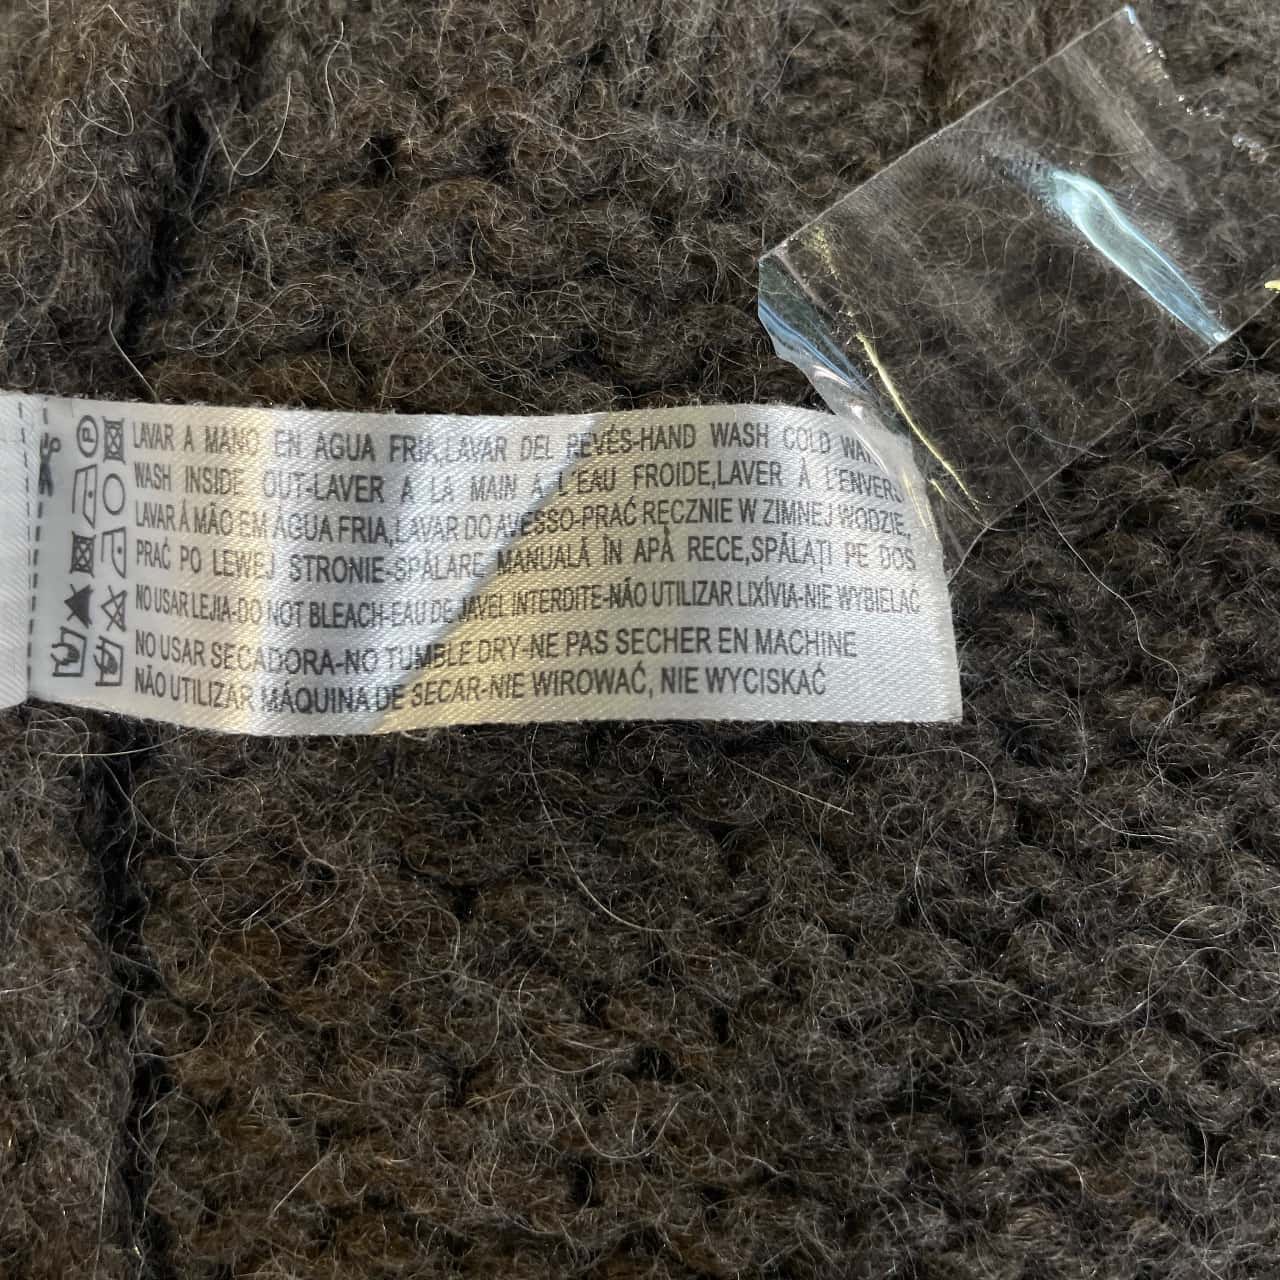 LAVAR A MANO EN AGUA FRIA,LAVAR DEL REVÉS-HAND WASH COLD
WASH INSIDE OUT-LAVER A LA MAIN A L'EAU FROIDE,LAVER À L'ENVERS
LAVAR À MÃO EM ÁGUA FRIA,LAVAR DO AVESSO-PRAĆ RĘCZNIE W ZIMNEJ WODZIE,
PRAĆ PO LEWEJ STRONIE-SPĂLARE MANUALĂ ÎN APĂ RECE,SPĂLAȚI PE DOS
NO USAR LEJIA-DO NOT BLEACH-EAU DE JAVEL INTERDITE-NÃO UTILIZAR LIXÍVIA-NIE WYBIELAĆ
NO USAR SECADORA-NO TUMBLE DRY-NE PAS SECHER EN MACHINE
NÃO UTILIZAR MÁQUINA DE SECAR-NIE WIROWAĆ, NIE WYCISKAĆ